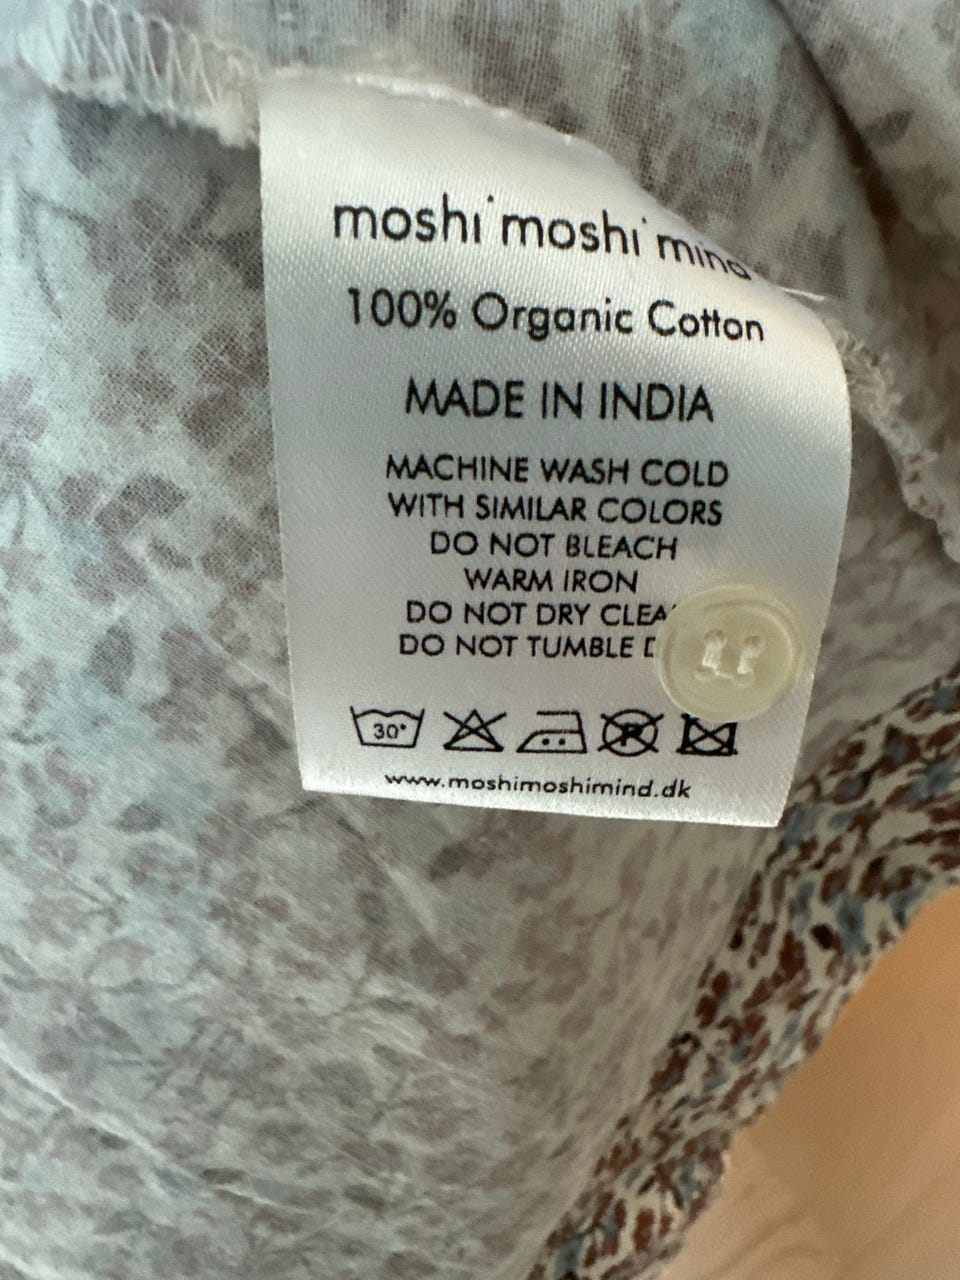 moshi moshi mind
100% Organic Cotton
MADE IN INDIA
MACHINE WASH COLD
WITH SIMILAR COLORS
DO NOT BLEACH
WARM IRON
DO NOT DRY CLEA
DO NOT TUMBLE D
30°
P
www.moshimoshimind.dk